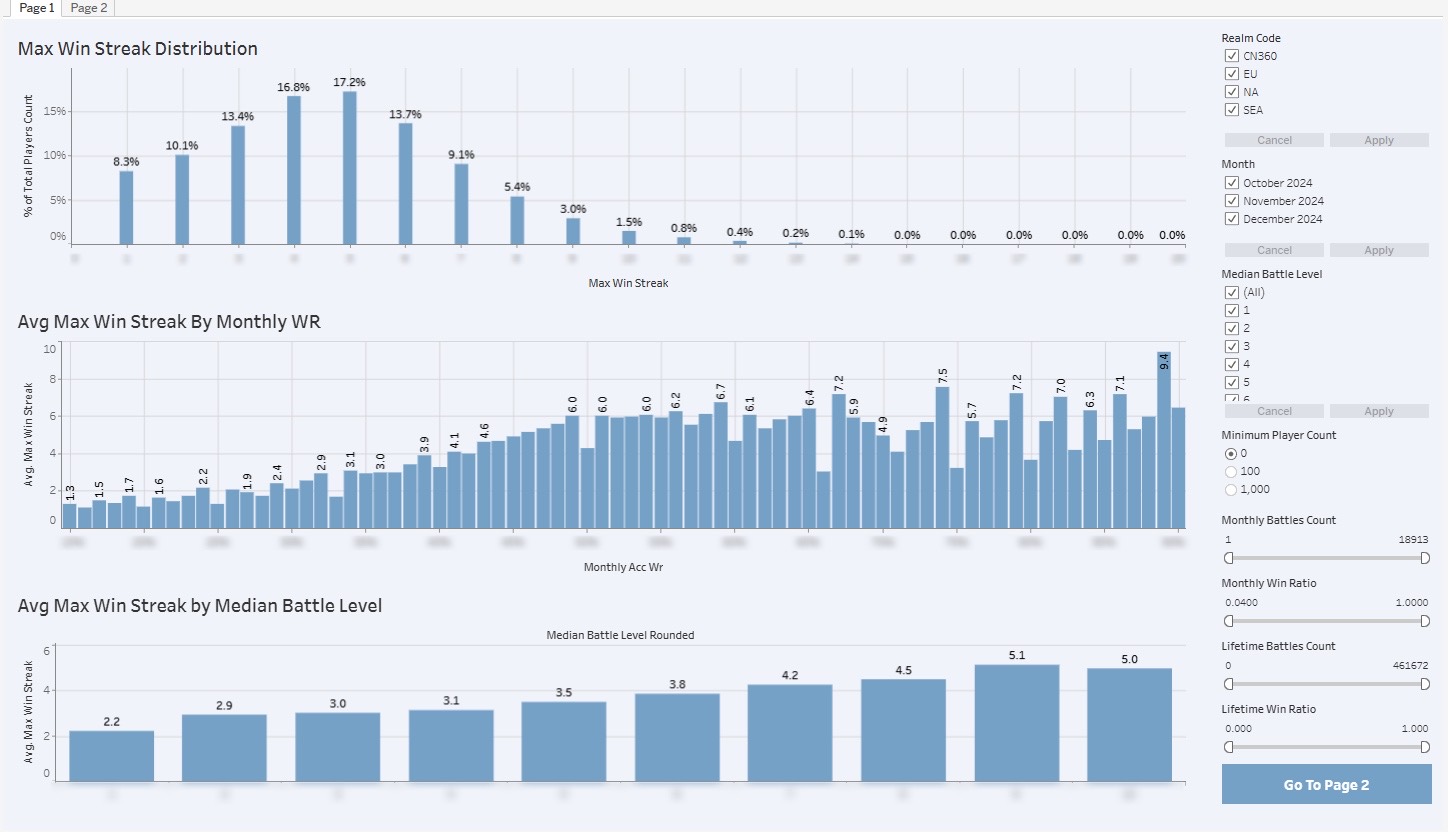 Page 1 Page 2
Max Win Streak Distribution
% of Total Players Count
15%
10%
5%
0%
8.3% 10.1% 13.4% 16.8% 17.2% 13.7% 9.1% 5.4% 3.0% 1.5% 0.8% 0.4% 0.2% 0.1% 0.0% 0.0% 0.0% 0.0% 0.0% 0.0%
Max Win Streak
Avg Max Win Streak By Monthly WR
Avg. Max Win Streak
10
8
6
4
2
0
1.3 1.5 1.7 1.6 2.2 1.9 2.4 2.9 3.1 3.0 3.9 4.1 4.6 6.0 6.0 6.0 6.2 6.7 6.1 6.4 7.2 5.9 4.9 7.5 5.7 7.2 7.0 6.3 7.1 9.4
Monthly Acc Wr
Avg Max Win Streak by Median Battle Level
Median Battle Level Rounded
Avg. Max Win Streak
6
4
2
0
2.2 2.9 3.0 3.1 3.5 3.8 4.2 4.5 5.1 5.0
Realm Code
CN360
EU
NA
SEA
Cancel Apply
Month
October 2024
November 2024
December 2024
Cancel Apply
Median Battle Level
(All)
1
2
3
4
5
Cancel Apply
Minimum Player Count
0
100
1,000
Monthly Battles Count
1 18913
Monthly Win Ratio
0.0400 1.0000
Lifetime Battles Count
0 461672
Lifetime Win Ratio
0.000 1.000
Go To Page 2